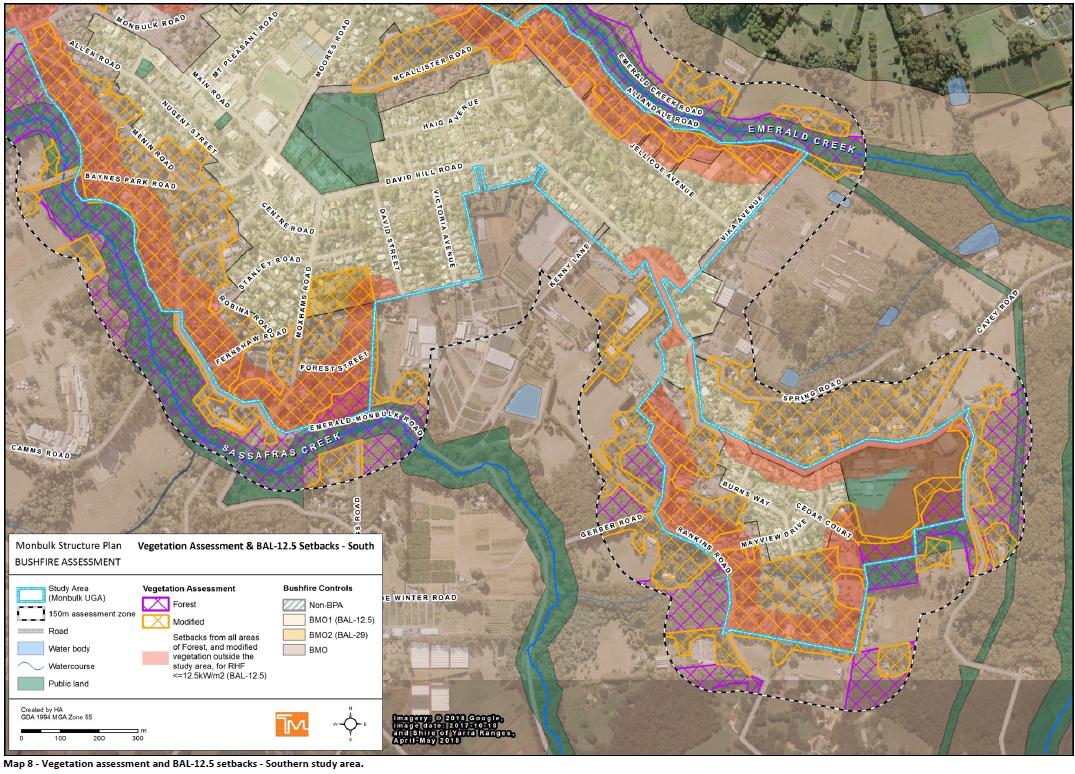 MONBULK ROAD
MT PLEASANT ROAD
MOORES ROAD
ALLEN ROAD
MAIN ROAD
MCALLISTER ROAD
EMERALD CREEK ROAD
ALIANDALE ROAD
EMERALD CREEK
NUGENT STREET
MENIN ROAD
HAIG AVENUE
JELLICOE AVENUE
BAYNES PARK ROAD
DAVID HILL ROAD
VICTORIA AVENUE
DAVID STREET
CENTRE ROAD
VIKA AVENUE
KENNY LANE
STANLEY ROAD
MOXHAMS ROAD
ROBINA ROAD
FERNSHAW ROAD
FOREST STREET
CAVEY ROAD
SPRING ROAD
EMERALD-MONBULK ROAD
SASSAFRAS CREEK
CAMMS ROAD
BURNS WAY
CEDAR COURT
MAYVIEW DRIVE
GERBER ROAD
RANKINS ROAD
SS ROAD
DE WINTER ROAD
Monbulk Structure Plan
BUSHFIRE ASSESSMENT
Vegetation Assessment & BAL-12.5 Setbacks - South
Study Area
(Monbulk UGA)
150m assessment zone
Road
Water body
Watercourse
Public land
Vegetation Assessment
Forest
Modified
Setbacks from all areas
of Forest, and modified
vegetation outside the
study area, for RHF
<=12.5kW/m2 (BAL-12.5)
Bushfire Controls
Non-BPA
BMO1 (BAL-12.5)
BMO2 (BAL-29)
BMO
Created by HA
GDA 1994 MGA Zone 55
m
0 100 200 300
TM
N
W E
S
Imagery: © 2018 Google,
image date: 2017-10-18
and Shire of Yarra Ranges,
April-May 2018
Map 8 - Vegetation assessment and BAL-12.5 setbacks - Southern study area.